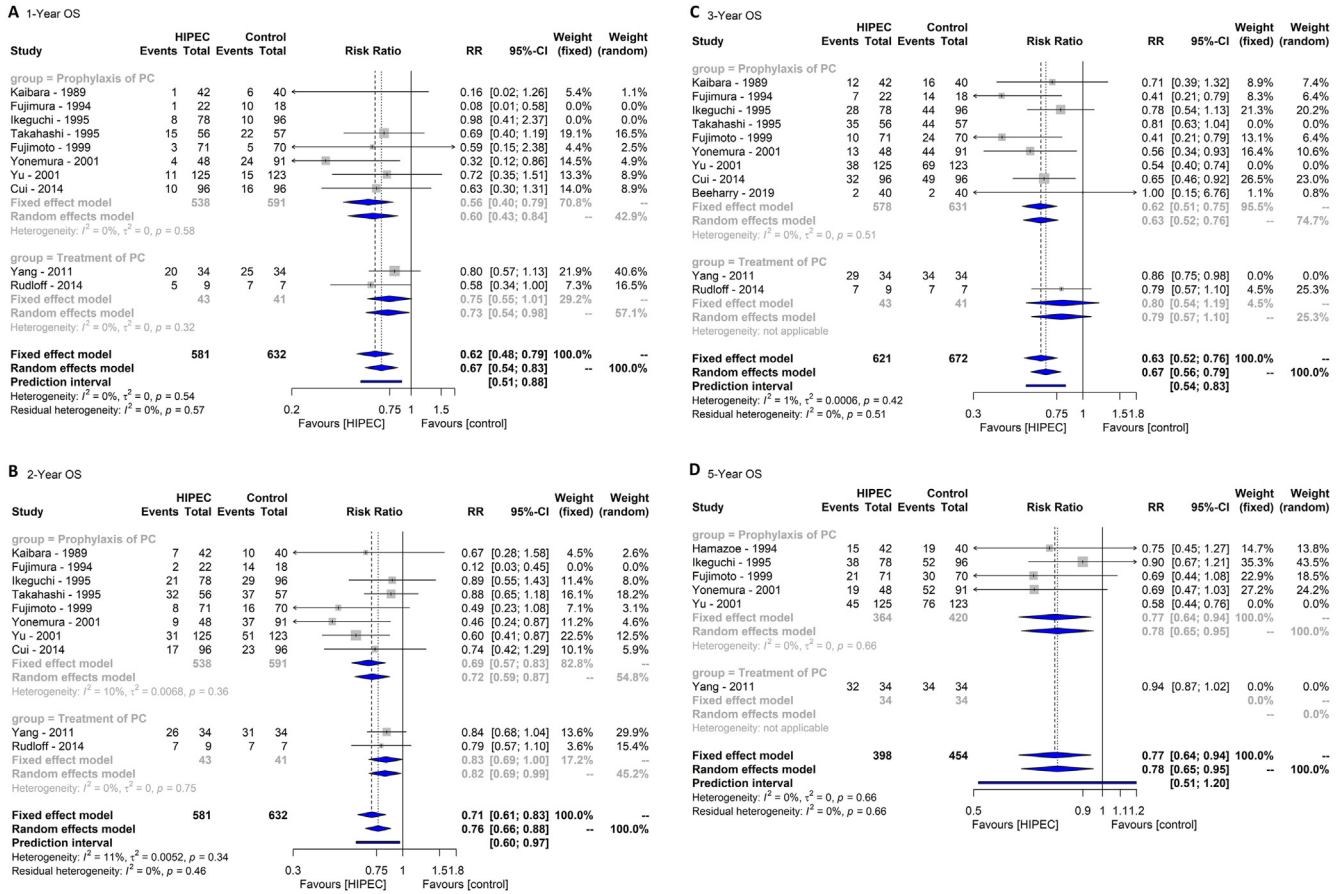 A 1-Year OS
HIPEC Control Weight Weight
Study Events Total Events Total Risk Ratio RR 95%-CI (fixed) (random)
group = Prophylaxis of PC
Kaibara - 1989 1 42 6 40 0.16 [0.02; 1.26] 5.4% 1.1%
Fujimura - 1994 1 22 10 18 0.08 [0.01; 0.58] 0.0% 0.0%
Ikeguchi - 1995 8 78 10 96 0.98 [0.41; 2.37] 0.0% 0.0%
Takahashi - 1995 15 56 22 57 0.69 [0.40; 1.19] 19.1% 16.5%
Fujimoto - 1999 3 71 5 70 0.59 [0.15; 2.38] 4.4% 2.5%
Yonemura - 2001 4 48 24 91 0.32 [0.12; 0.86] 14.5% 4.9%
Yu - 2001 11 125 15 123 0.72 [0.35; 1.51] 13.3% 8.9%
Cui - 2014 10 96 16 96 0.63 [0.30; 1.31] 14.0% 8.9%
Fixed effect model 538 591 0.56 [0.40; 0.79] 70.8% --
Random effects model 0.60 [0.43; 0.84] -- 42.9%
Heterogeneity: I² = 0%, τ² = 0, p = 0.58
group = Treatment of PC
Yang - 2011 20 34 25 34 0.80 [0.57; 1.13] 21.9% 40.6%
Rudloff - 2014 5 9 7 7 0.58 [0.34; 1.00] 7.3% 16.5%
Fixed effect model 43 41 0.75 [0.55; 1.01] 29.2% --
Random effects model 0.73 [0.54; 0.98] -- 57.1%
Heterogeneity: I² = 0%, τ² = 0, p = 0.32
Fixed effect model 581 632 0.62 [0.48; 0.79] 100.0% --
Random effects model 0.67 [0.54; 0.83] -- 100.0%
Prediction interval [0.51; 0.88]
Heterogeneity: I² = 0%, τ² = 0, p = 0.54
Residual heterogeneity: I² = 0%, p = 0.57
0.2 0.75 1 1.5
Favours [HIPEC] Favours [control]
B 2-Year OS
HIPEC Control Weight Weight
Study Events Total Events Total Risk Ratio RR 95%-CI (fixed) (random)
group = Prophylaxis of PC
Kaibara - 1989 7 42 10 40 0.67 [0.28; 1.58] 4.5% 2.6%
Fujimura - 1994 2 22 14 18 0.12 [0.03; 0.45] 0.0% 0.0%
Ikeguchi - 1995 21 78 29 96 0.89 [0.55; 1.43] 11.4% 8.0%
Takahashi - 1995 32 56 37 57 0.88 [0.65; 1.18] 16.1% 18.2%
Fujimoto - 1999 8 71 16 70 0.49 [0.23; 1.08] 7.1% 3.1%
Yonemura - 2001 9 48 37 91 0.46 [0.24; 0.87] 11.2% 4.6%
Yu - 2001 31 125 51 123 0.60 [0.41; 0.87] 22.5% 12.5%
Cui - 2014 17 96 23 96 0.74 [0.42; 1.29] 10.1% 5.9%
Fixed effect model 538 591 0.69 [0.57; 0.83] 82.8% --
Random effects model 0.72 [0.59; 0.87] -- 54.8%
Heterogeneity: I² = 10%, τ² = 0.0068, p = 0.36
group = Treatment of PC
Yang - 2011 26 34 31 34 0.84 [0.68; 1.04] 13.6% 29.9%
Rudloff - 2014 7 9 7 7 0.79 [0.57; 1.10] 3.6% 15.4%
Fixed effect model 43 41 0.83 [0.69; 1.00] 17.2% --
Random effects model 0.82 [0.69; 0.99] -- 45.2%
Heterogeneity: I² = 0%, τ² = 0, p = 0.75
Fixed effect model 581 632 0.71 [0.61; 0.83] 100.0% --
Random effects model 0.76 [0.66; 0.88] -- 100.0%
Prediction interval [0.60; 0.97]
Heterogeneity: I² = 11%, τ² = 0.0052, p = 0.34
Residual heterogeneity: I² = 0%, p = 0.46
0.3 0.75 1 1.5 1.8
Favours [HIPEC] Favours [control]
C 3-Year OS
HIPEC Control Weight Weight
Study Events Total Events Total Risk Ratio RR 95%-CI (fixed) (random)
group = Prophylaxis of PC
Kaibara - 1989 12 42 16 40 0.71 [0.39; 1.32] 8.9% 7.4%
Fujimura - 1994 7 22 14 18 0.41 [0.21; 0.79] 8.3% 6.4%
Ikeguchi - 1995 28 78 44 96 0.78 [0.54; 1.13] 21.3% 20.2%
Takahashi - 1995 35 56 44 57 0.81 [0.63; 1.04] 0.0% 0.0%
Fujimoto - 1999 10 71 24 70 0.41 [0.21; 0.79] 13.1% 6.4%
Yonemura - 2001 13 48 44 91 0.56 [0.34; 0.93] 16.4% 10.6%
Yu - 2001 38 125 69 123 0.54 [0.40; 0.74] 0.0% 0.0%
Cui - 2014 32 96 49 96 0.65 [0.46; 0.92] 26.5% 23.0%
Beeharry - 2019 2 40 2 40 1.00 [0.15; 6.76] 1.1% 0.8%
Fixed effect model 578 631 0.62 [0.51; 0.75] 95.5% --
Random effects model 0.63 [0.52; 0.76] -- 74.7%
Heterogeneity: I² = 0%, τ² = 0, p = 0.51
group = Treatment of PC
Yang - 2011 29 34 34 34 0.86 [0.75; 0.98] 0.0% 0.0%
Rudloff - 2014 7 9 7 7 0.79 [0.57; 1.10] 4.5% 25.3%
Fixed effect model 43 41 0.80 [0.54; 1.19] 4.5% --
Random effects model 0.79 [0.57; 1.10] -- 25.3%
Heterogeneity: not applicable
Fixed effect model 621 672 0.63 [0.52; 0.76] 100.0% --
Random effects model 0.67 [0.56; 0.79] -- 100.0%
Prediction interval [0.54; 0.83]
Heterogeneity: I² = 1%, τ² = 0.0006, p = 0.42
Residual heterogeneity: I² = 0%, p = 0.51
0.3 0.75 1 1.5 1.8
Favours [HIPEC] Favours [control]
D 5-Year OS
HIPEC Control Weight Weight
Study Events Total Events Total Risk Ratio RR 95%-CI (fixed) (random)
group = Prophylaxis of PC
Hamazoe - 1994 15 42 19 40 0.75 [0.45; 1.27] 14.7% 13.8%
Ikeguchi - 1995 38 78 52 96 0.90 [0.67; 1.21] 35.3% 43.5%
Fujimoto - 1999 21 71 30 70 0.69 [0.44; 1.08] 22.9% 18.5%
Yonemura - 2001 19 48 52 91 0.69 [0.47; 1.03] 27.2% 24.2%
Yu - 2001 45 125 76 123 0.58 [0.44; 0.76] 0.0% 0.0%
Fixed effect model 364 420 0.77 [0.64; 0.94] 100.0% --
Random effects model 0.78 [0.65; 0.95] -- 100.0%
Heterogeneity: I² = 0%, τ² = 0, p = 0.66
group = Treatment of PC
Yang - 2011 32 34 34 34 0.94 [0.87; 1.02] 0.0% 0.0%
Fixed effect model 34 34 0.0% --
Random effects model -- 0.0%
Heterogeneity: not applicable
Fixed effect model 398 454 0.77 [0.64; 0.94] 100.0% --
Random effects model 0.78 [0.65; 0.95] -- 100.0%
Prediction interval [0.51; 1.20]
Heterogeneity: I² = 0%, τ² = 0, p = 0.66
Residual heterogeneity: I² = 0%, p = 0.66
0.5 0.9 1 1.1 1.2
Favours [HIPEC] Favours [control]